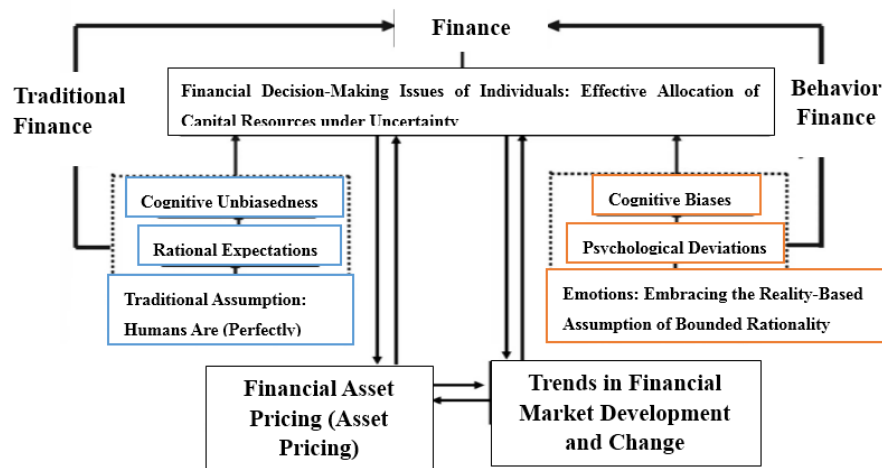 Finance
Traditional
Finance
Financial Decision-Making Issues of Individuals: Effective Allocation of
Capital Resources under Uncertainty
Behavior
Finance
Cognitive Unbiasedness
Rational Expectations
Traditional Assumption:
Humans Are (Perfectly)
Cognitive Biases
Psychological Deviations
Emotions: Embracing the Reality-Based
Assumption of Bounded Rationality
Financial Asset
Pricing (Asset
Pricing)
Trends in Financial
Market Development
and Change